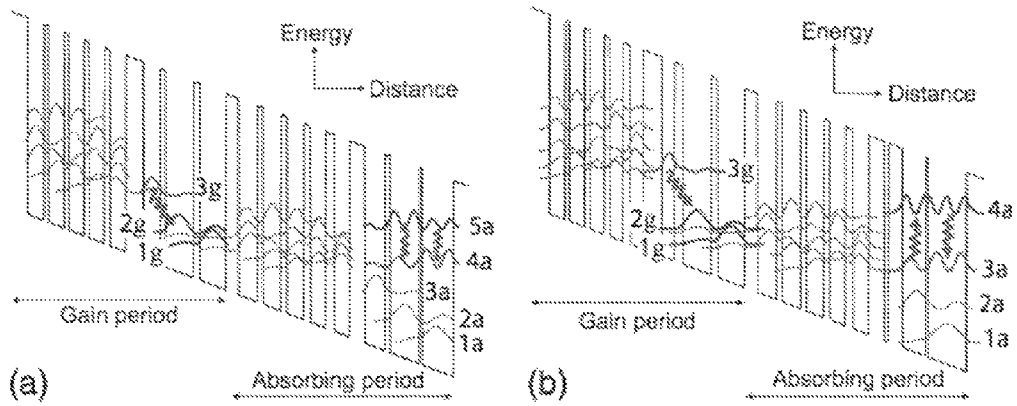 Energy
Distance
3g
2g
1g
5a
4a
3a
2a
1a
Gain period
Absorbing period
(a)
Energy
Distance
3g
2g
1g
4a
3a
2a
1a
Gain period
Absorbing period
(b)